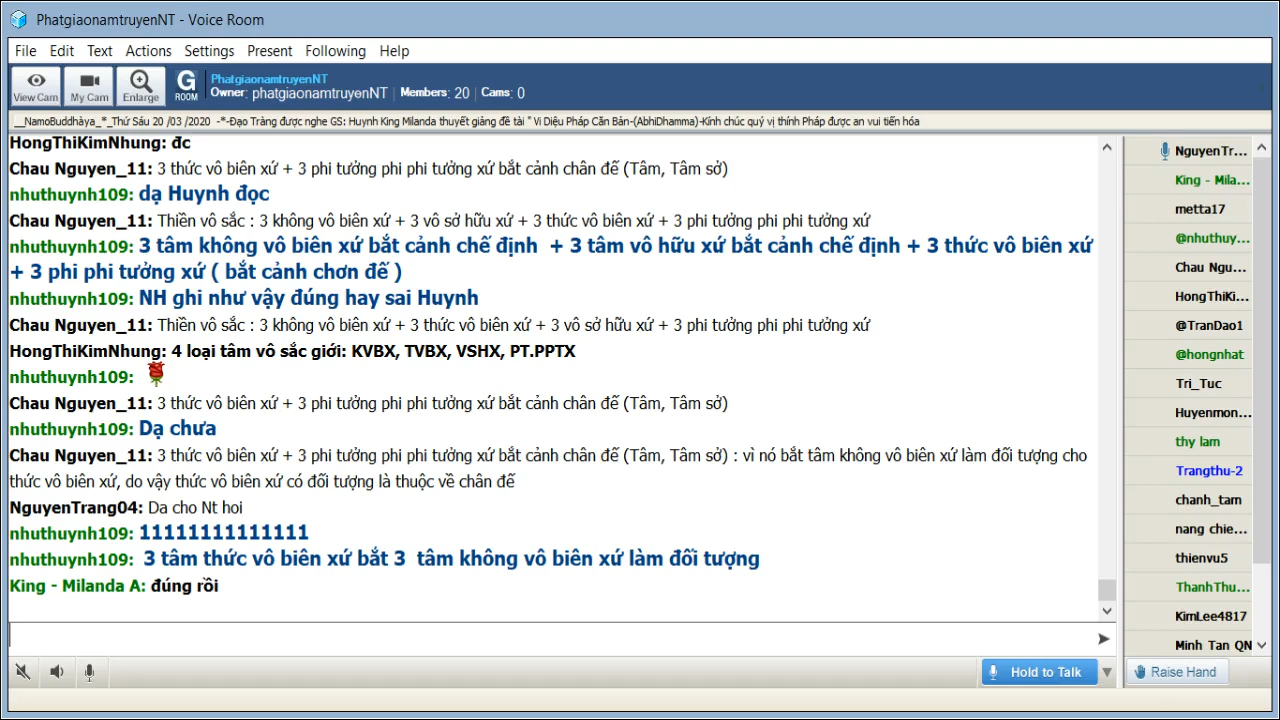 PhatgiaonamtruyenNT - Voice Room
File Edit Text Actions Settings Present Following Help
View Cam My Cam Enlarge G ROOM
PhatgiaonamtruyenNT
Owner: phatgiaonamtruyenNT | Members: 20 | Cams: 0
__NamoBuddhàya_*_Thứ Sáu 20 /03 /2020 -*-Đạo Tràng được nghe GS: Huynh King Milanda thuyết giảng đề tài " Vi Diệu Pháp Căn Bản-(AbhiDhamma)-Kính chúc quý vị thính Pháp được an vui tiến hóa
HongThiKimNhung: đc
Chau Nguyen_11: 3 thức vô biên xứ + 3 phi tưởng phi phi tưởng xứ bắt cảnh chân đế (Tâm, Tâm sở)
nhuthuynh109: dạ Huynh đọc
Chau Nguyen_11: Thiền vô sắc : 3 không vô biên xứ + 3 vô sở hữu xứ + 3 thức vô biên xứ + 3 phi tưởng phi phi tưởng xứ
nhuthuynh109: 3 tâm không vô biên xứ bắt cảnh chế định + 3 tâm vô hữu xứ bắt cảnh chế định + 3 thức vô biên xứ
+ 3 phi phi tưởng xứ ( bắt cảnh chơn đế )
nhuthuynh109: NH ghi như vậy đúng hay sai Huynh
Chau Nguyen_11: Thiền vô sắc : 3 không vô biên xứ + 3 thức vô biên xứ + 3 vô sở hữu xứ + 3 phi tưởng phi phi tưởng xứ
HongThiKimNhung: 4 loại tâm vô sắc giới: KVBX, TVBX, VSHX, PT.PPTX
nhuthuynh109:
Chau Nguyen_11: 3 thức vô biên xứ + 3 phi tưởng phi phi tưởng xứ bắt cảnh chân đế (Tâm, Tâm sở)
nhuthuynh109: Dạ chưa
Chau Nguyen_11: 3 thức vô biên xứ + 3 phi tưởng phi phi tưởng xứ bắt cảnh chân đế (Tâm, Tâm sở) : vì nó bắt tâm không vô biên xứ làm đối tượng cho
thức vô biên xứ, do vậy thức vô biên xứ có đối tượng là thuộc về chân đế
NguyenTrang04: Da cho Nt hoi
nhuthuynh109: 11111111111111
nhuthuynh109: 3 tâm thức vô biên xứ bắt 3 tâm không vô biên xứ làm đối tượng
King - Milanda A: đúng rồi
NguyenTr...
King - Mila...
metta17
@nhuthuy...
Chau Ngu...
HongThiKi...
@TranDao1
@hongnhat
Tri_Tuc
Huyenmon...
thy lam
Trangthu-2
chanh_tam
nang chie...
thienvu5
ThanhThu...
KimLee4817
Minh Tan QN
Hold to Talk
Raise Hand